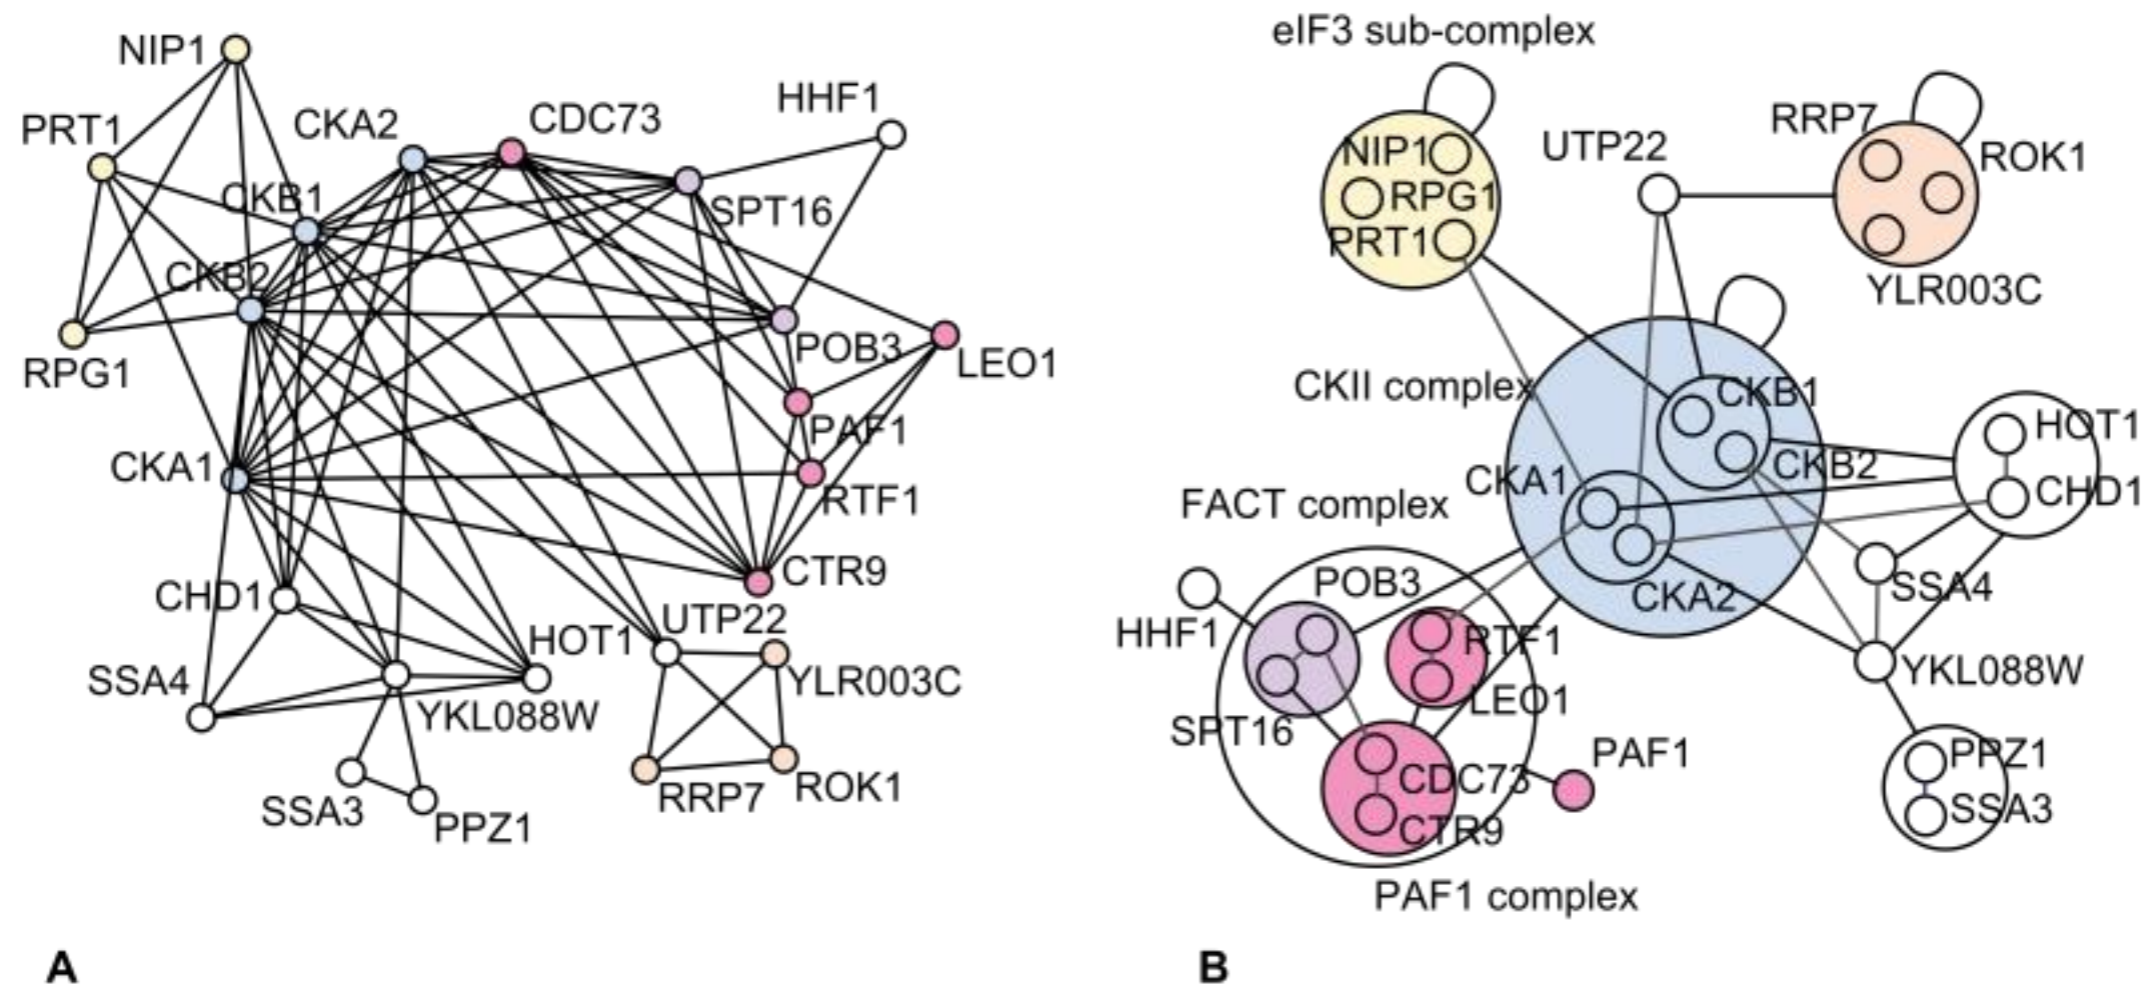 NIP1
PRT1
CKA2
CDC73
HHF1
CKB1
SPT16
CKB2
RPG1
POB3
LEO1
PAF1
CKA1
RTF1
CTR9
CHD1
UTP22
HOT1
SSA4
YLR003C
YKL088W
RRP7
ROK1
SSA3
PPZ1
A
eIF3 sub-complex
NIP1
RPG1
PRT1
UTP22
RRP7
ROK1
YLR003C
CKII complex
CKB1
CKB2
HOT1
CHD1
CKA1
CKA2
FACT complex
POB3
HHF1
SPT16
RTF1
LEO1
SSA4
YKL088W
CDC73
CTR9
PAF1
PPZ1
SSA3
PAF1 complex
B